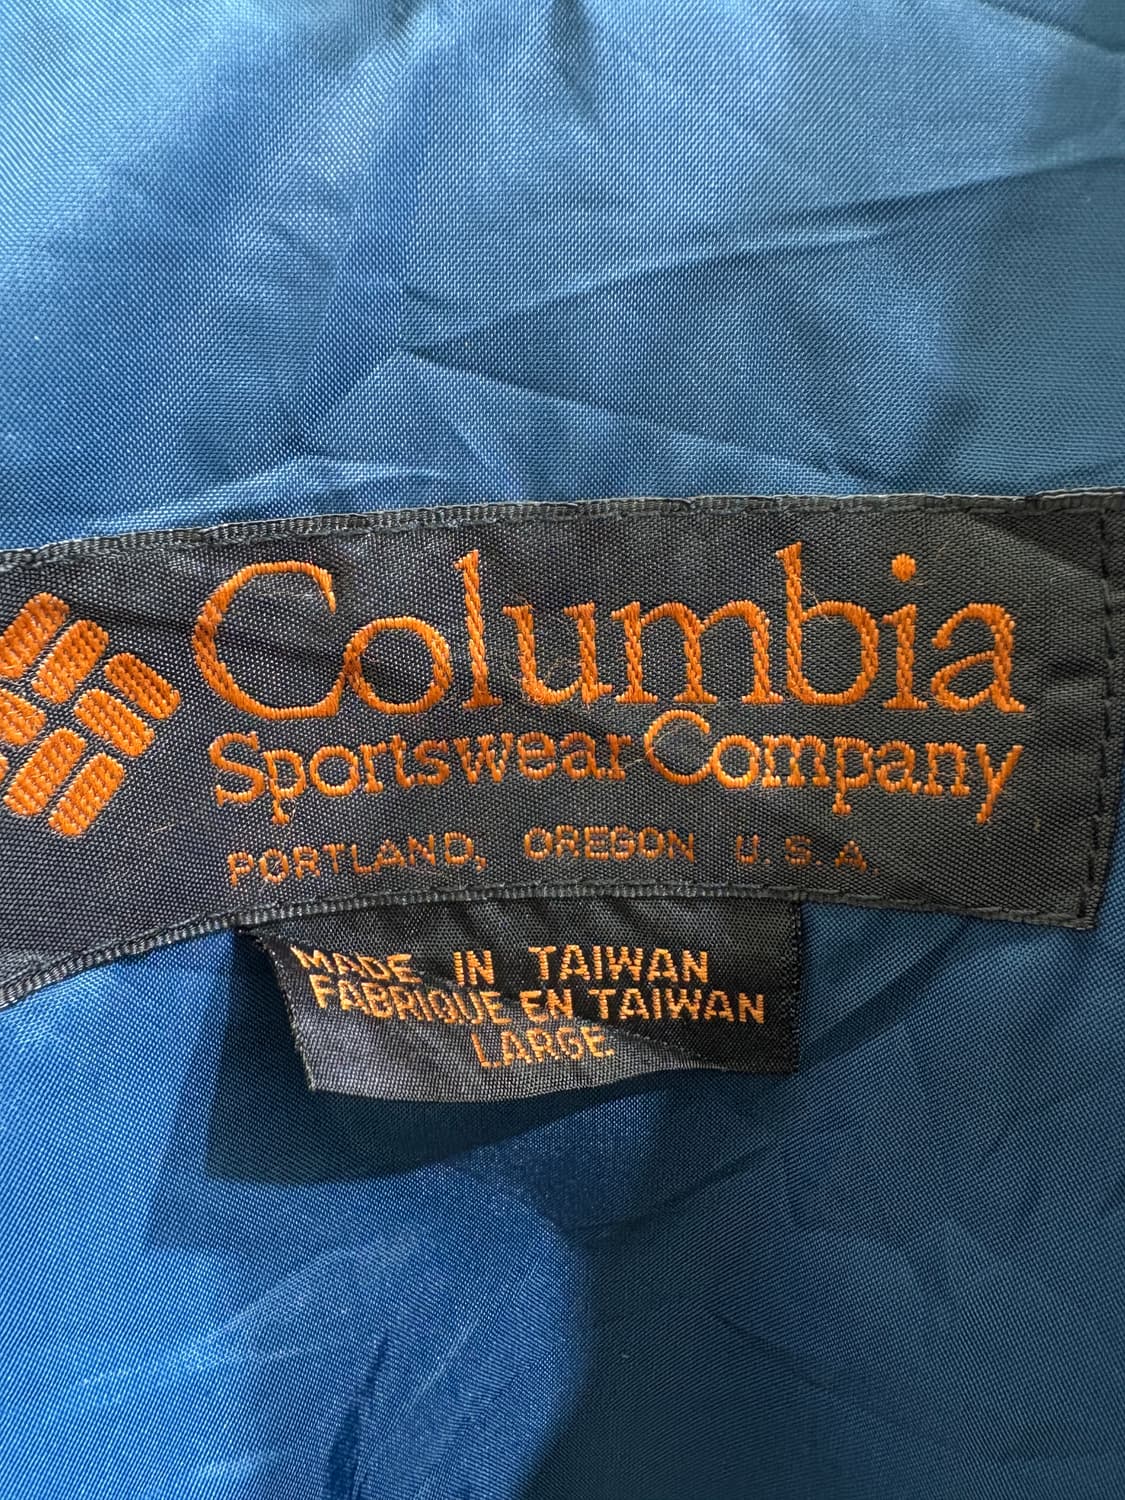 Columbia
Sportswear Company
PORTLAND, OREGON U.S.A.
MADE IN TAIWAN
FABRIQUE EN TAIWAN
LARGE